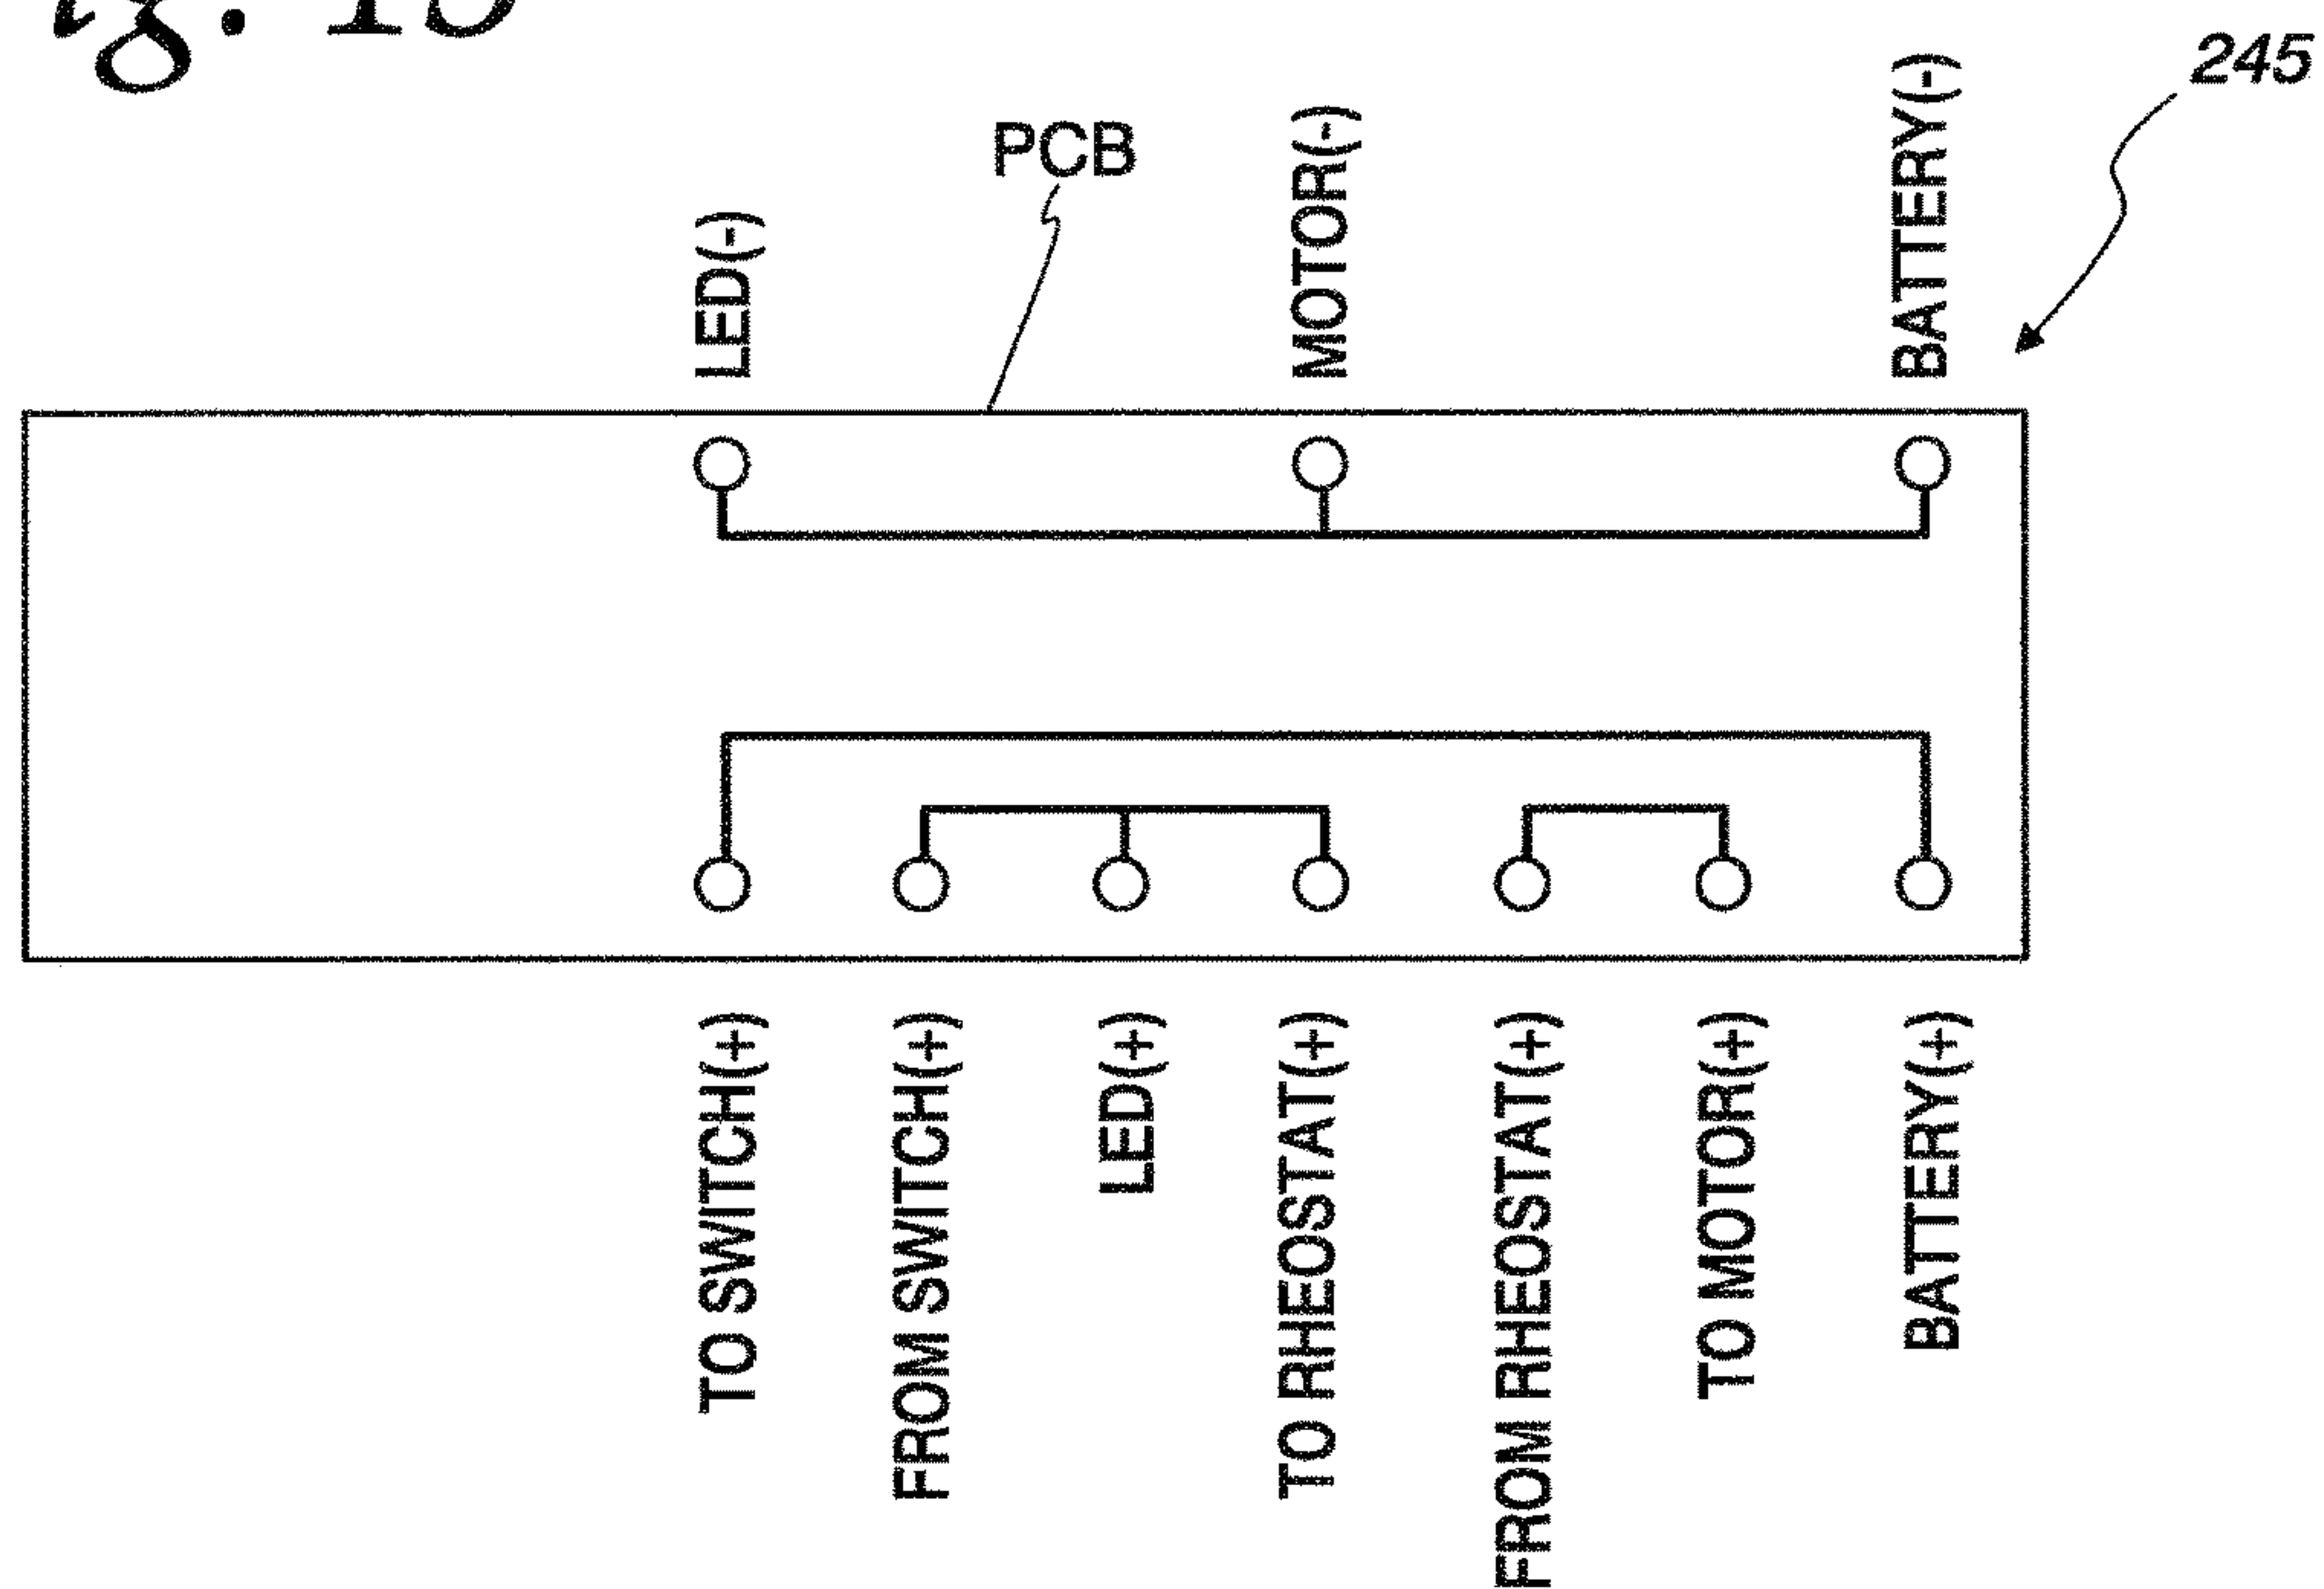 245
PCB
LED(-)
MOTOR(-)
BATTERY(-)
TO SWITCH(+)
FROM SWITCH(+)
LED(+)
TO RHEOSTAT(+)
FROM RHEOSTAT(+)
TO MOTOR(+)
BATTERY(+)